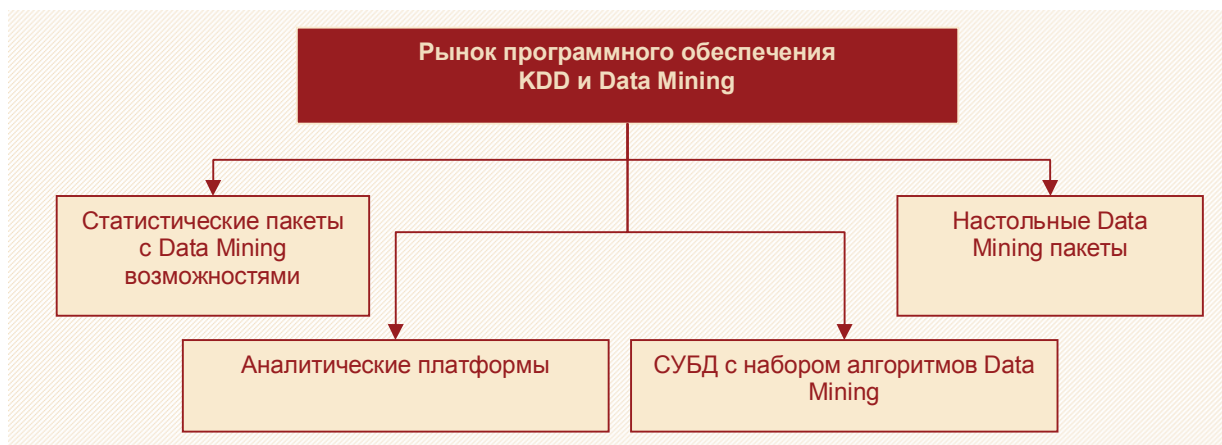 Рынок программного обеспечения
KDD и Data Mining
Статистические пакеты
с Data Mining
возможностями
Настольные Data
Mining пакеты
Аналитические платформы
СУБД с набором алгоритмов Data
Mining